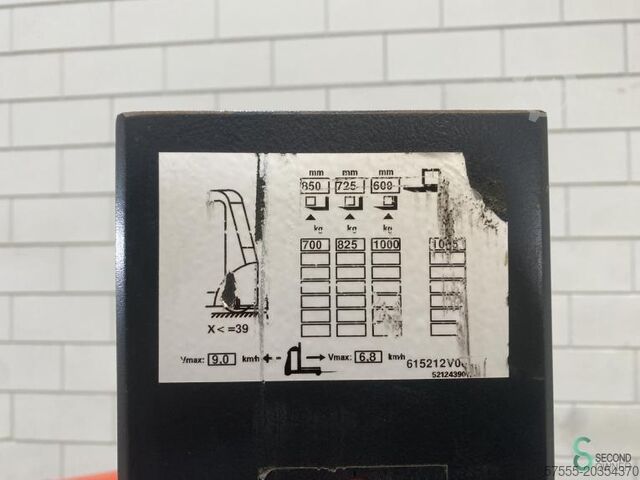 mm mm mm
850 725 600
kg kg kg
700 825 1000
X < =39
Vmax: 9.0 km/h Vmax: 6.8 km/h
615212V0
52124390
SECOND
57555-20354370